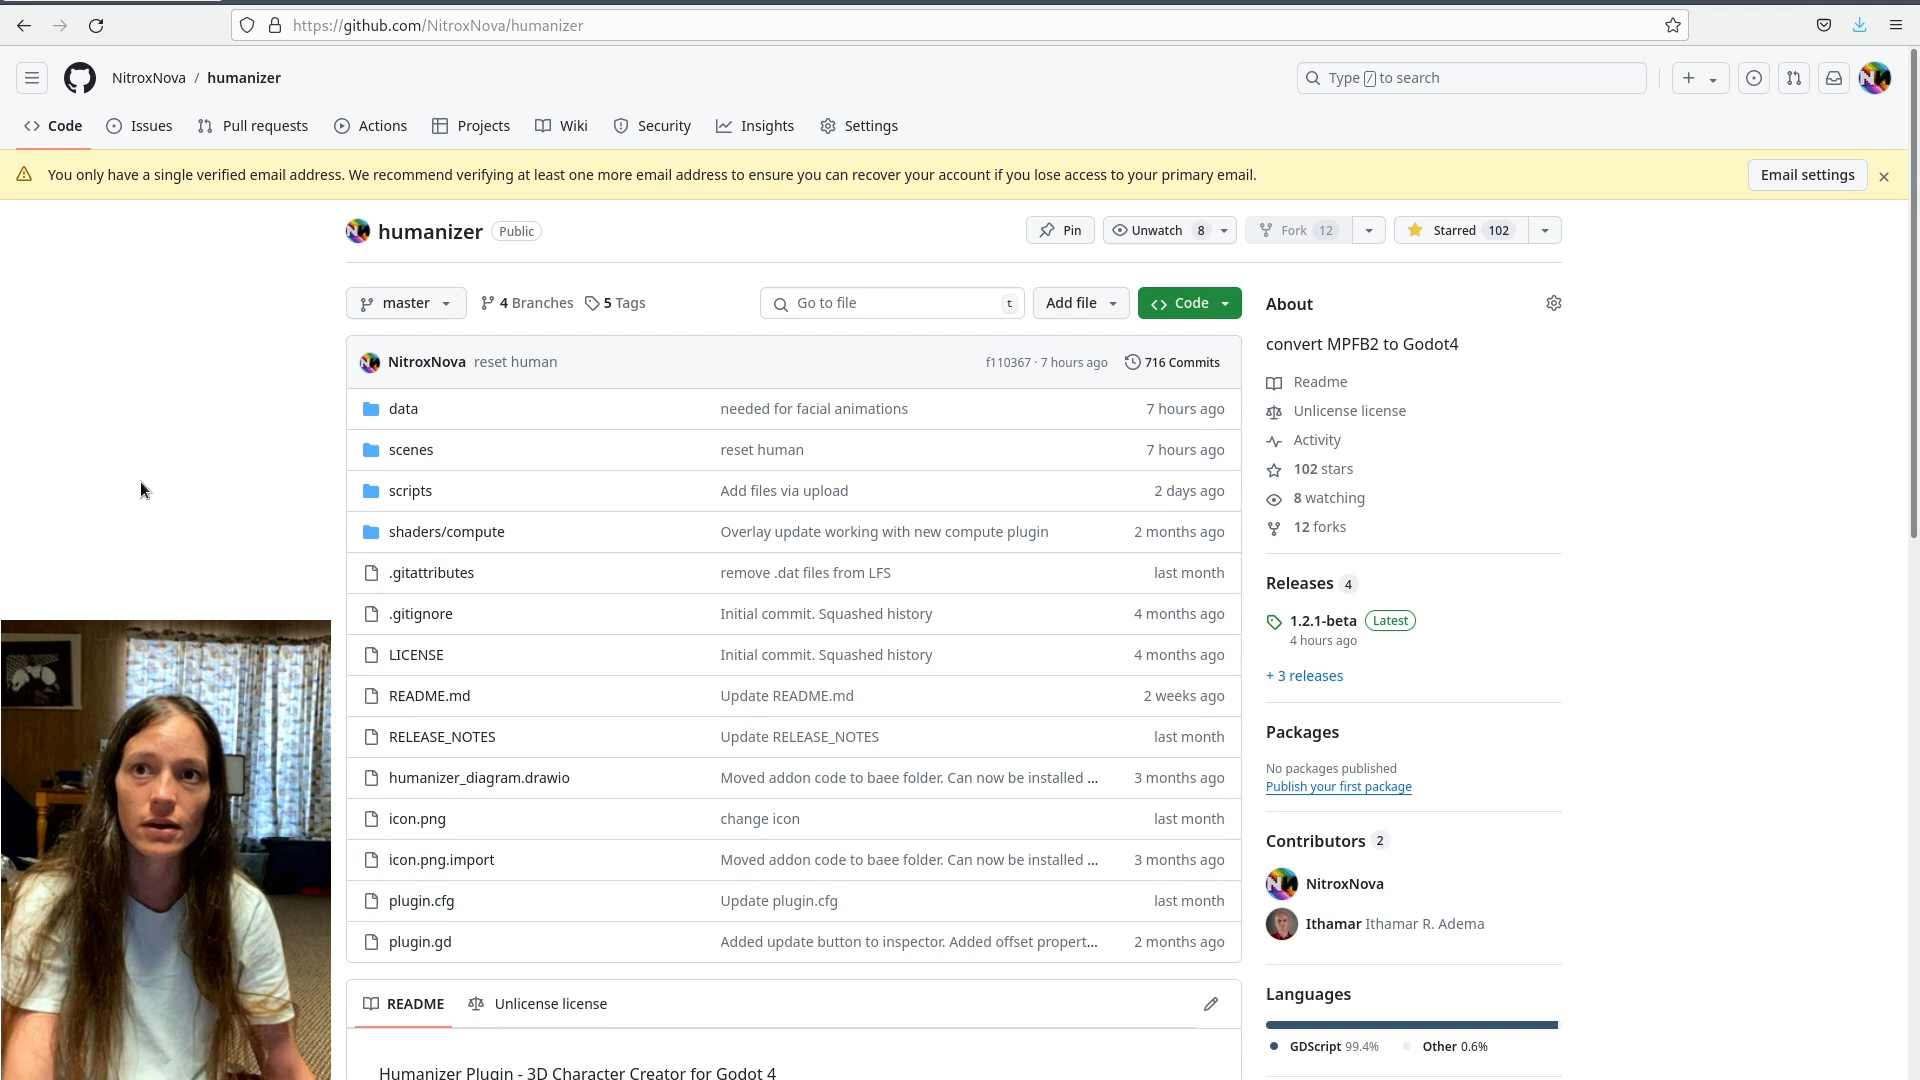 https://github.com/NitroxNova/humanizer
NitroxNova / humanizer
Type / to search
Code
Issues
Pull requests
Actions
Projects
Wiki
Security
Insights
Settings
You only have a single verified email address. We recommend verifying at least one more email address to ensure you can recover your account if you lose access to your primary email.
Email settings
humanizer Public
Pin
Unwatch 8
Fork 12
Starred 102
master
4 Branches
5 Tags
Go to file t
Add file
Code
NitroxNova reset human f110367 · 7 hours ago 716 Commits
data needed for facial animations 7 hours ago
scenes reset human 7 hours ago
scripts Add files via upload 2 days ago
shaders/compute Overlay update working with new compute plugin 2 months ago
.gitattributes remove .dat files from LFS last month
.gitignore Initial commit. Squashed history 4 months ago
LICENSE Initial commit. Squashed history 4 months ago
README.md Update README.md 2 weeks ago
RELEASE_NOTES Update RELEASE_NOTES last month
humanizer_diagram.drawio Moved addon code to baee folder. Can now be installed ... 3 months ago
icon.png change icon last month
icon.png.import Moved addon code to baee folder. Can now be installed ... 3 months ago
plugin.cfg Update plugin.cfg last month
plugin.gd Added update button to inspector. Added offset propert... 2 months ago
README
Unlicense license
Humanizer Plugin - 3D Character Creator for Godot 4
About
convert MPFB2 to Godot4
Readme
Unlicense license
Activity
102 stars
8 watching
12 forks
Releases 4
1.2.1-beta Latest
4 hours ago
+ 3 releases
Packages
No packages published
Publish your first package
Contributors 2
NitroxNova
Ithamar Ithamar R. Adema
Languages
GDScript 99.4% Other 0.6%